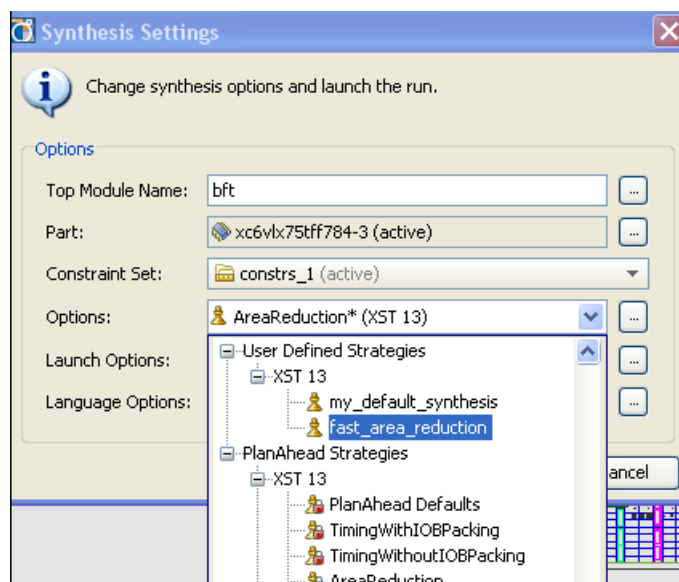 Synthesis Settings
Change synthesis options and launch the run.
Options
Top Module Name: bft ...
Part: xc6vlx75tff784-3 (active) ...
Constraint Set: constrs_1 (active)
Options: AreaReduction* (XST 13) ...
User Defined Strategies
Launch Options: ...
XST 13
Language Options: my_default_synthesis ...
fast_area_reduction
PlanAhead Strategies
XST 13 ancel
PlanAhead Defaults
TimingWithIOBPacking
TimingWithoutIOBPacking
AreaReduction